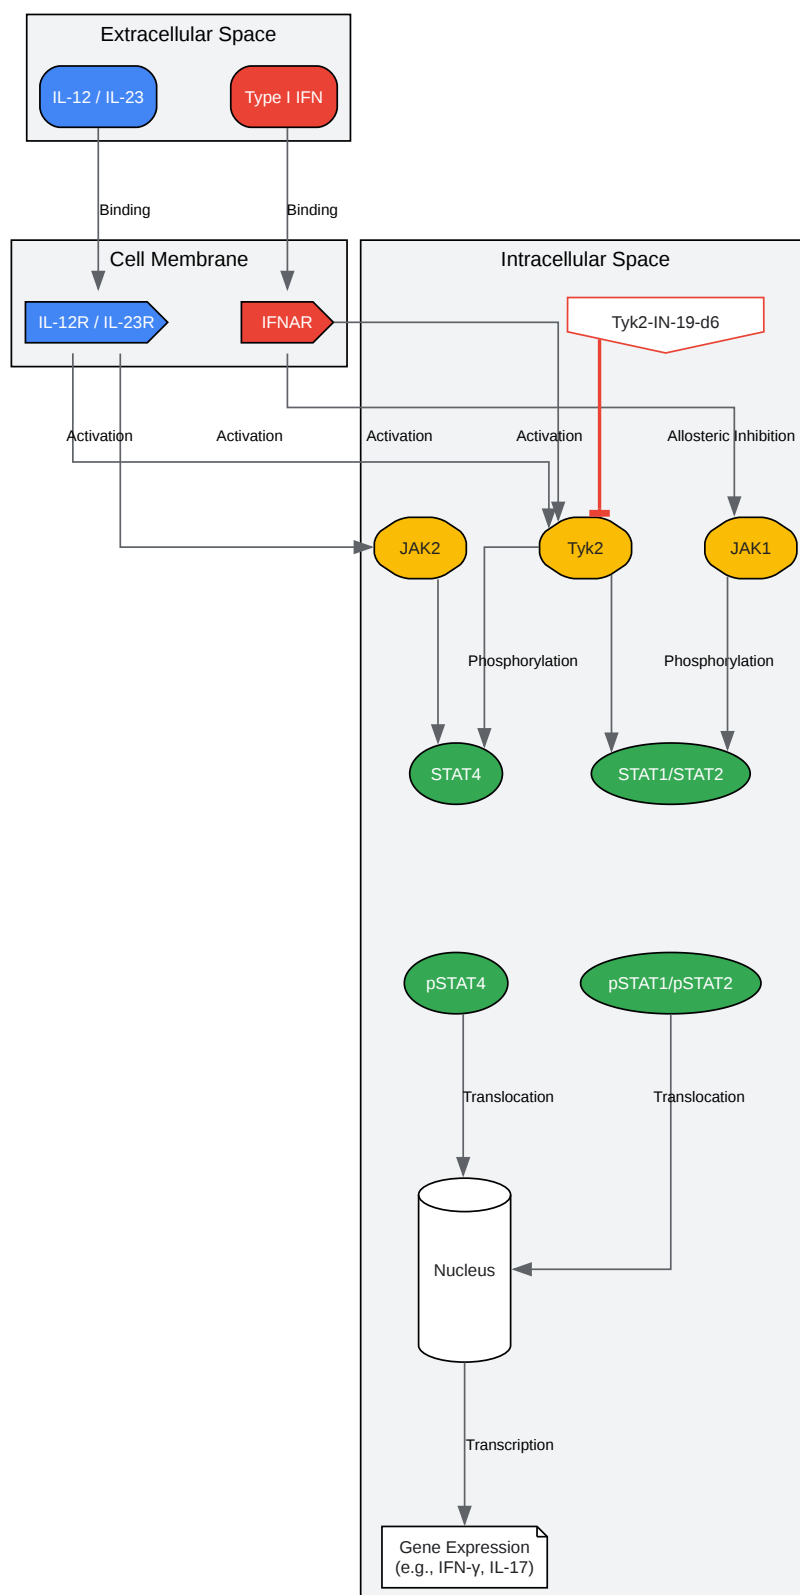 Extracellular Space
IL-12 / IL-23
Type I IFN
Binding
Binding
Cell Membrane
Intracellular Space
IL-12R / IL-23R
IFNAR
Tyk2-IN-19-d6
Activation
Activation
Activation
Activation
Allosteric Inhibition
JAK2
Tyk2
JAK1
Phosphorylation
Phosphorylation
STAT4
STAT1/STAT2
pSTAT4
pSTAT1/pSTAT2
Translocation
Translocation
Nucleus
Transcription
Gene Expression
(e.g., IFN-γ, IL-17)